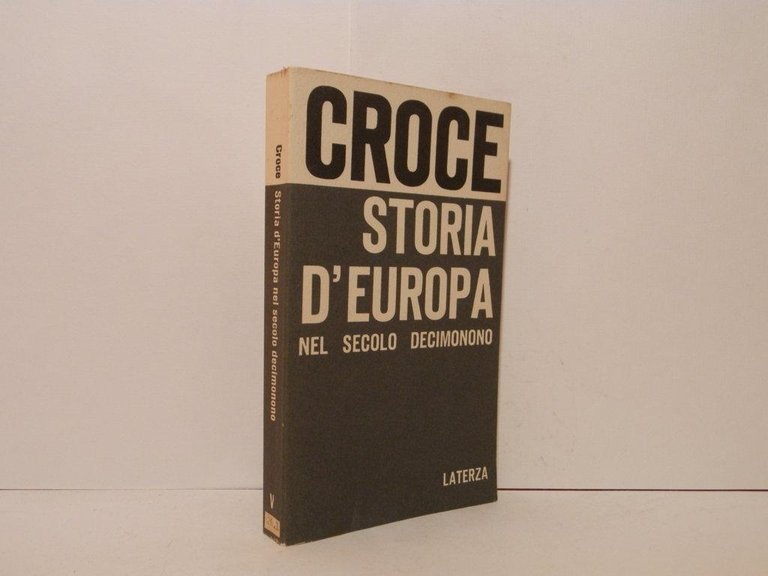 CROCE
STORIA
D'EUROPA
NEL SECOLO DECIMONONO
LATERZA
Croce Storia d'Europa nel secolo decimonono
V